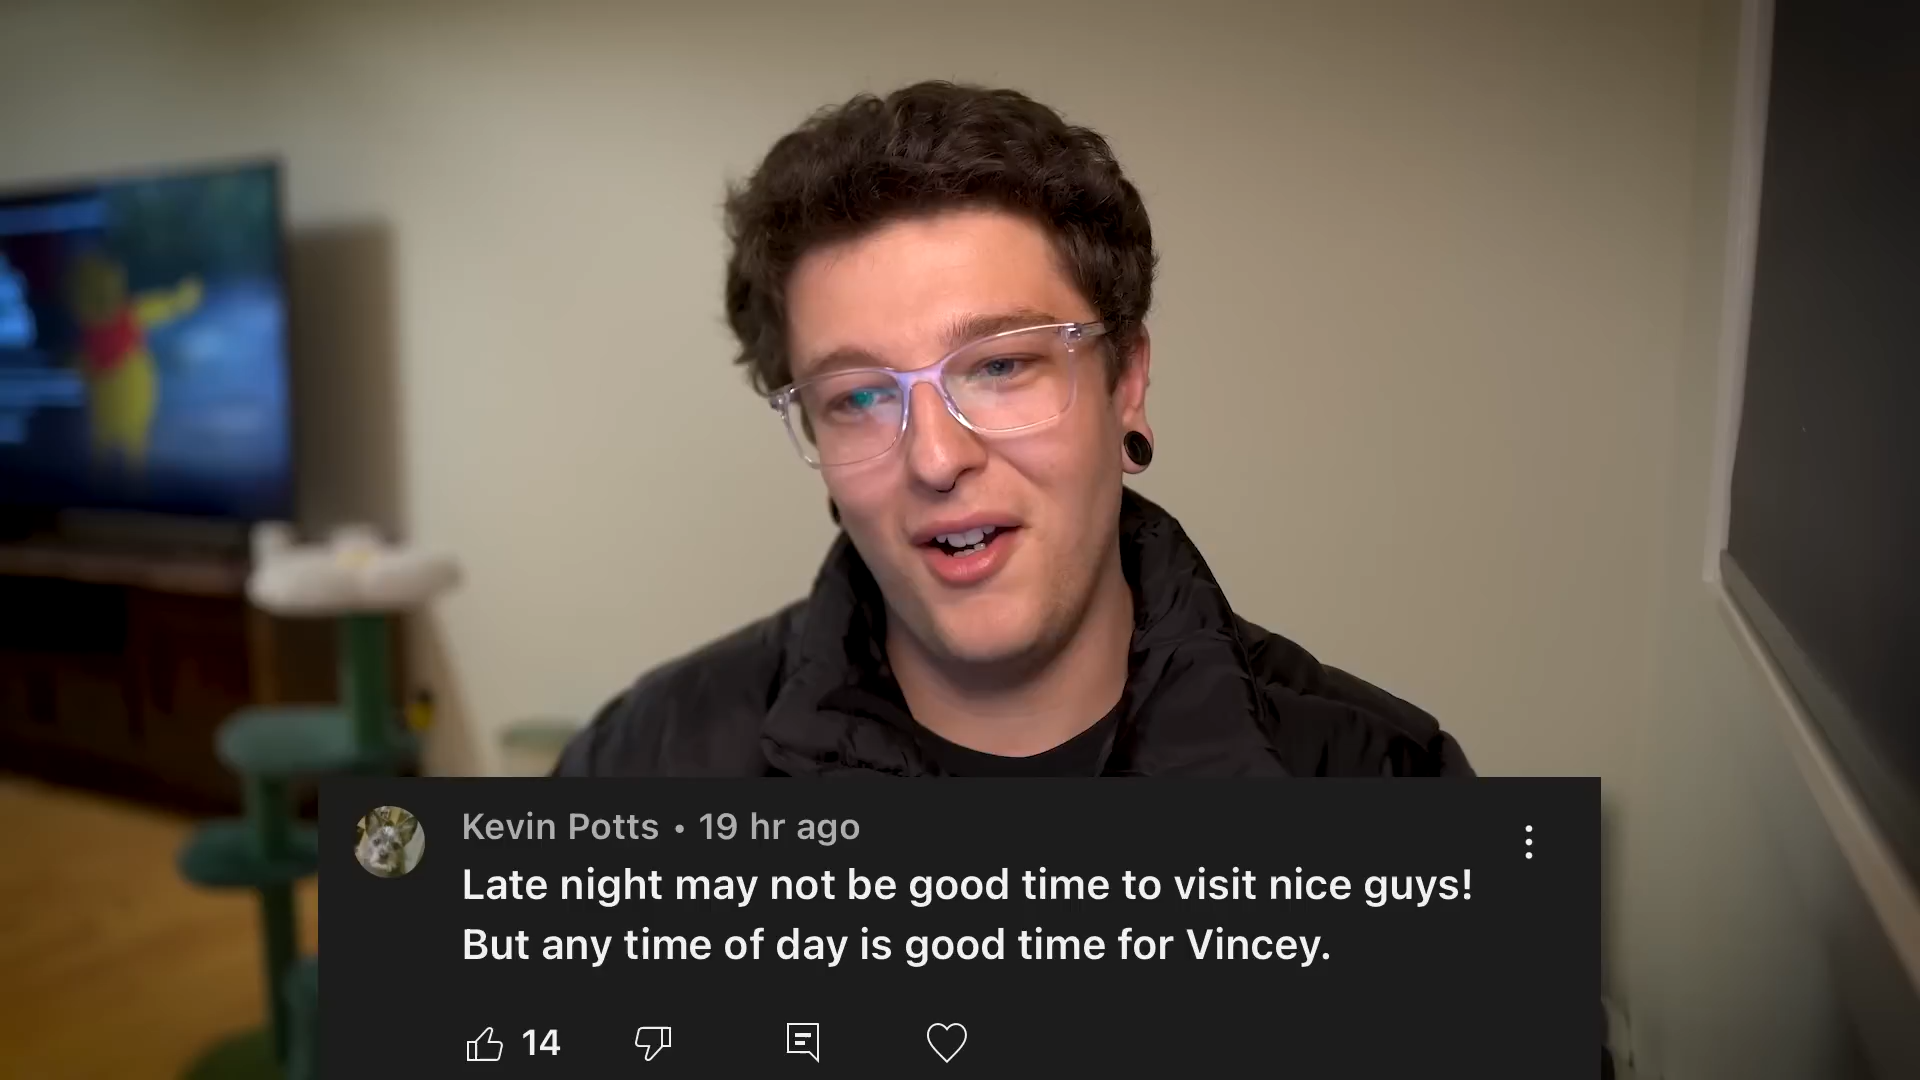 Kevin Potts • 19 hr ago
Late night may not be good time to visit nice guys!
But any time of day is good time for Vincey.
14